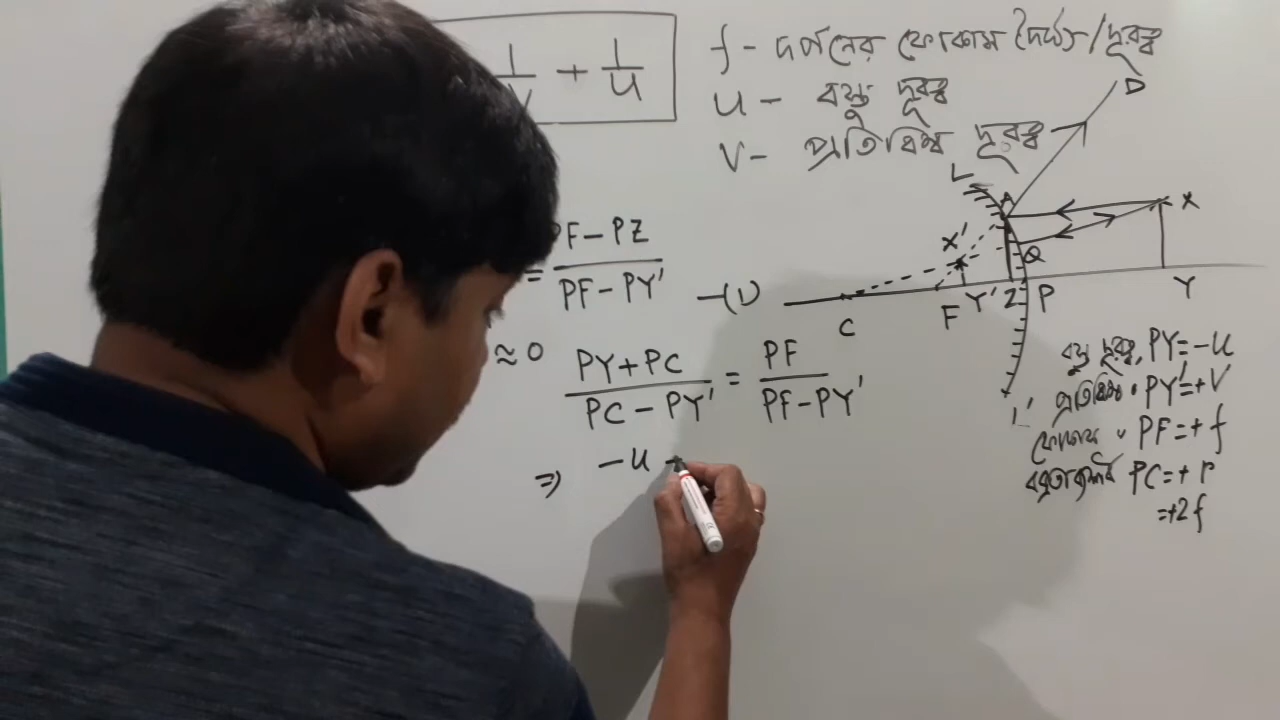 1/V + 1/U
f - দর্পনের ফোকাস দৈর্ঘ্য/দূরত্ব
u - বস্তু দূরত্ব
v - প্রতিবিম্ব দূরত্ব
D
L A X
X' Q
C F Y' Z P Y
L'
PF-PZ
= ―――
PF-PY' -(1)
≈0 (PY+PC)/(PC-PY') = PF/(PF-PY')
⇒ -u
বস্তু দূরত্ব, PY=-u
প্রতিবিম্ব " PY'=+v
ফোকাস " PF=+f
বক্রতা ব্যাসার্ধ PC=+r
=+2f